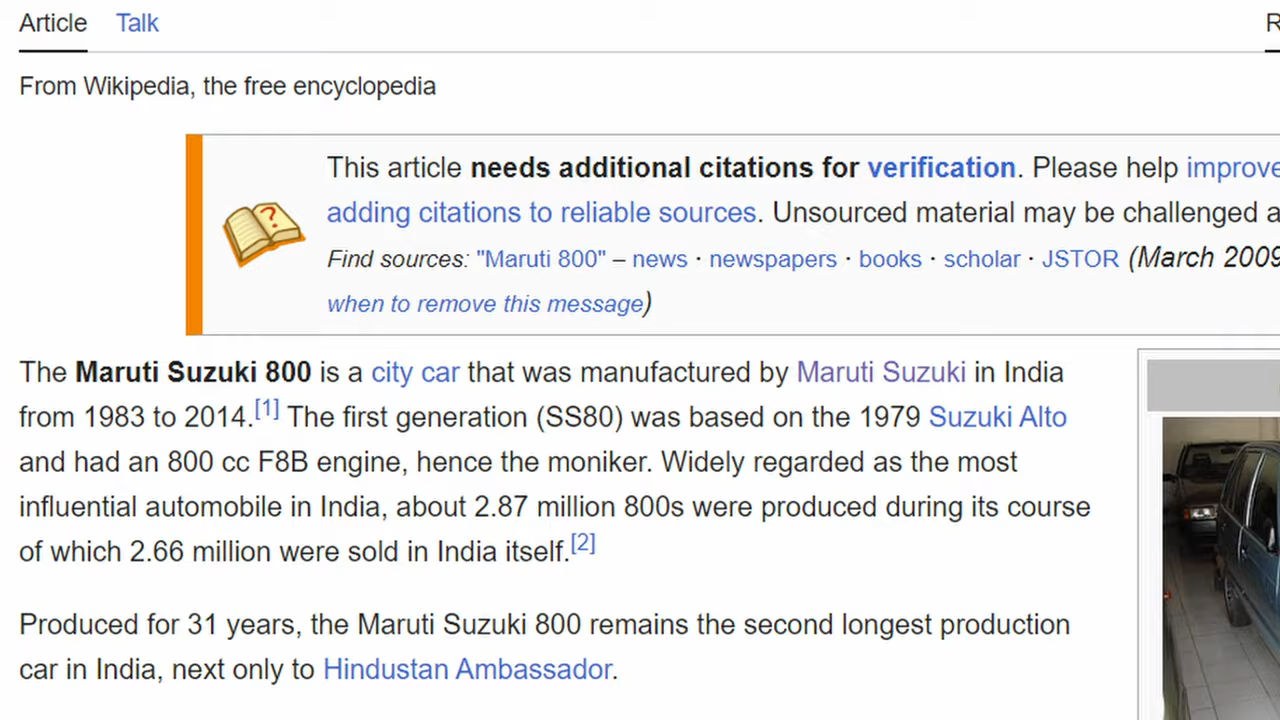 Article Talk
From Wikipedia, the free encyclopedia
This article needs additional citations for verification. Please help improve
adding citations to reliable sources. Unsourced material may be challenged a
Find sources: "Maruti 800" – news · newspapers · books · scholar · JSTOR (March 2009
when to remove this message)
The Maruti Suzuki 800 is a city car that was manufactured by Maruti Suzuki in India
from 1983 to 2014.[1] The first generation (SS80) was based on the 1979 Suzuki Alto
and had an 800 cc F8B engine, hence the moniker. Widely regarded as the most
influential automobile in India, about 2.87 million 800s were produced during its course
of which 2.66 million were sold in India itself.[2]
Produced for 31 years, the Maruti Suzuki 800 remains the second longest production
car in India, next only to Hindustan Ambassador.